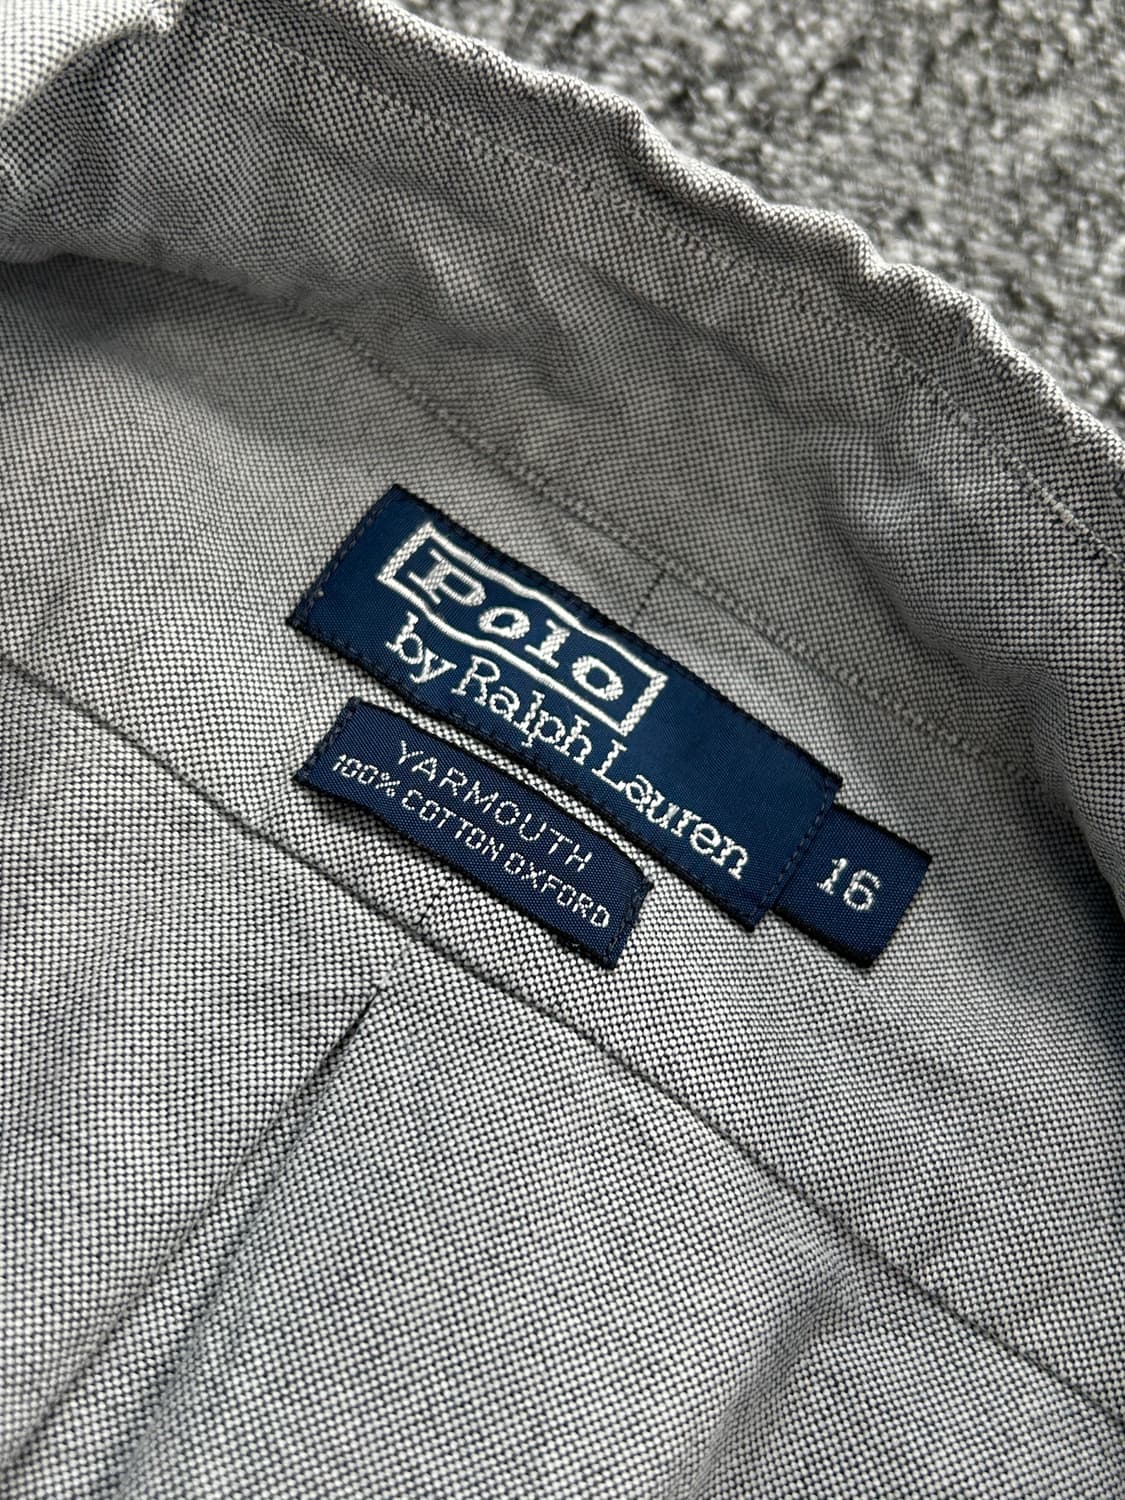 Polo
by Ralph Lauren
16
YARMOUTH
100% COTTON OXFORD